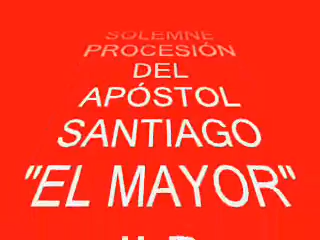 SOLEMNE
PROCESIÓN
DEL
APÓSTOL
SANTIAGO
"EL MAYOR"